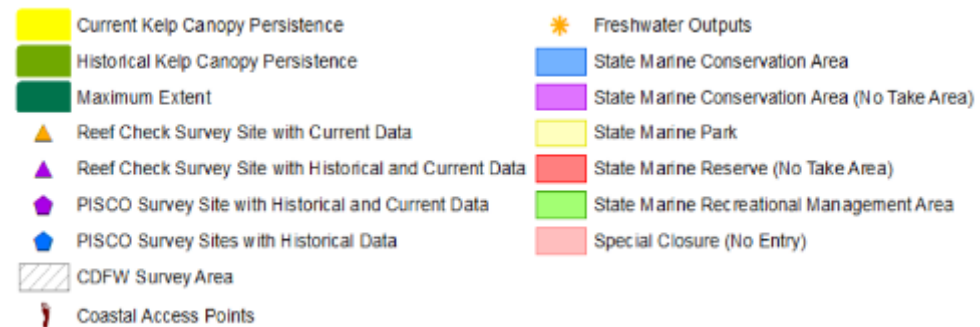 Current Kelp Canopy Persistence
Historical Kelp Canopy Persistence
Maximum Extent
Reef Check Survey Site with Current Data
Reef Check Survey Site with Historical and Current Data
PISCO Survey Site with Historical and Current Data
PISCO Survey Sites with Historical Data
CDFW Survey Area
Coastal Access Points
Freshwater Outputs
State Marine Conservation Area
State Marine Conservation Area (No Take Area)
State Marine Park
State Marine Reserve (No Take Area)
State Marine Recreational Management Area
Special Closure (No Entry)